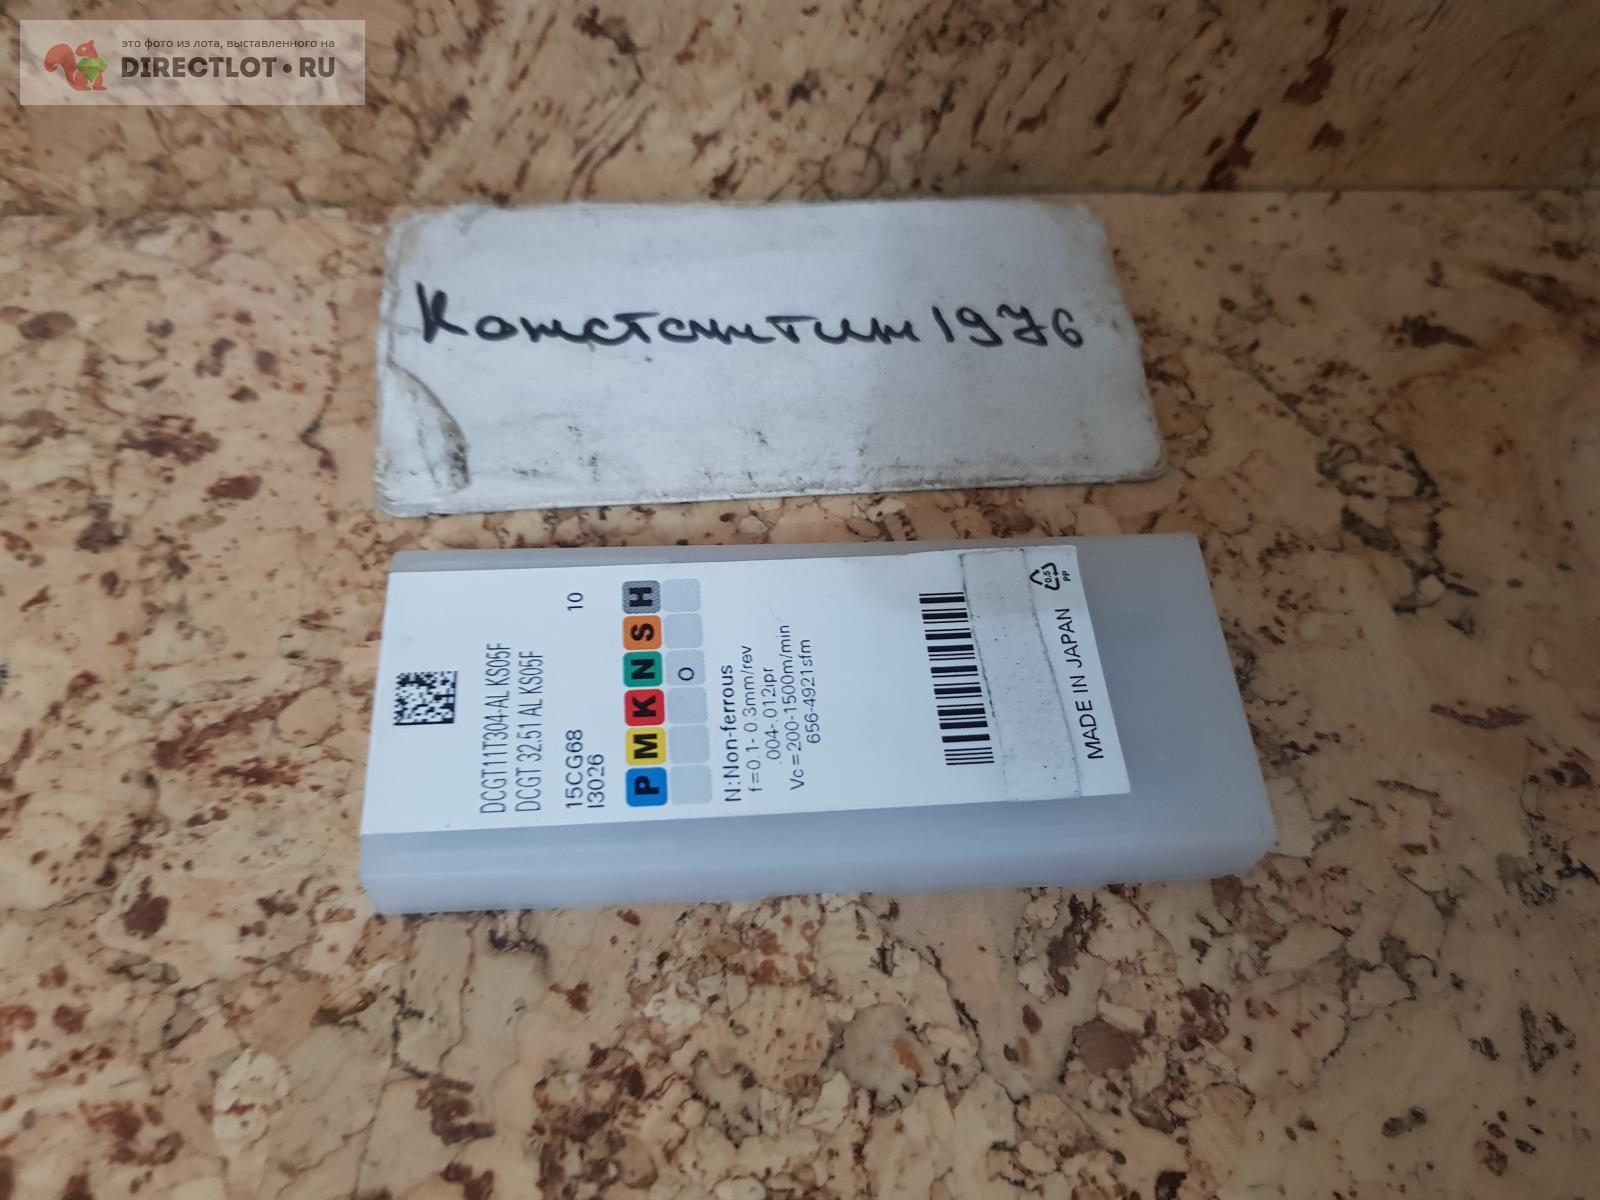 это фото из лота, выставленного на
DIRECTLOT.RU
Константин 1976
DCGT11T304-AL KS05F
DCGT 32.51 AL KS05F
15CG68 10
I3026
P M K N S H
O
N:Non-ferrous
f=0.1-0.3mm/rev
.004-.012ipr
Vc=200-1500m/min
656-4921sfm
MADE IN JAPAN
0.5
PP